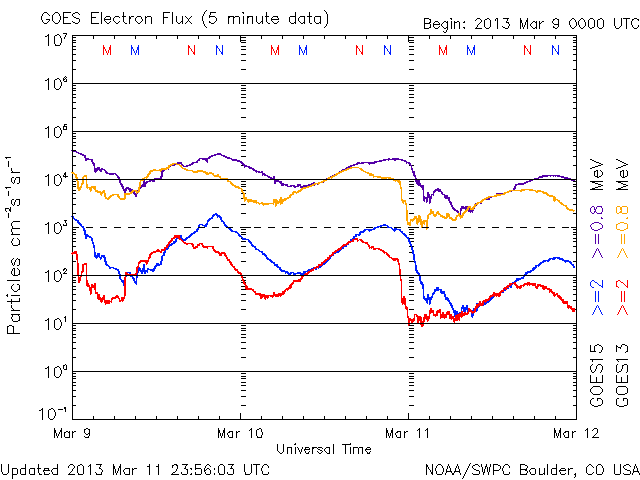 GOES Electron Flux (5 minute data)
Begin: 2013 Mar 9 0000 UTC
M M N N M M N N M M N N
10⁷
10⁶
10⁵
10⁴
10³
10²
10¹
10⁰
10⁻¹
Particles cm⁻²s⁻¹sr⁻¹
Mar 9 Mar 10 Mar 11 Mar 12
Universal Time
GOES15 >=2 >=0.8 MeV
GOES13 >=2 >=0.8 MeV
Updated 2013 Mar 11 23:56:03 UTC
NOAA/SWPC Boulder, CO USA